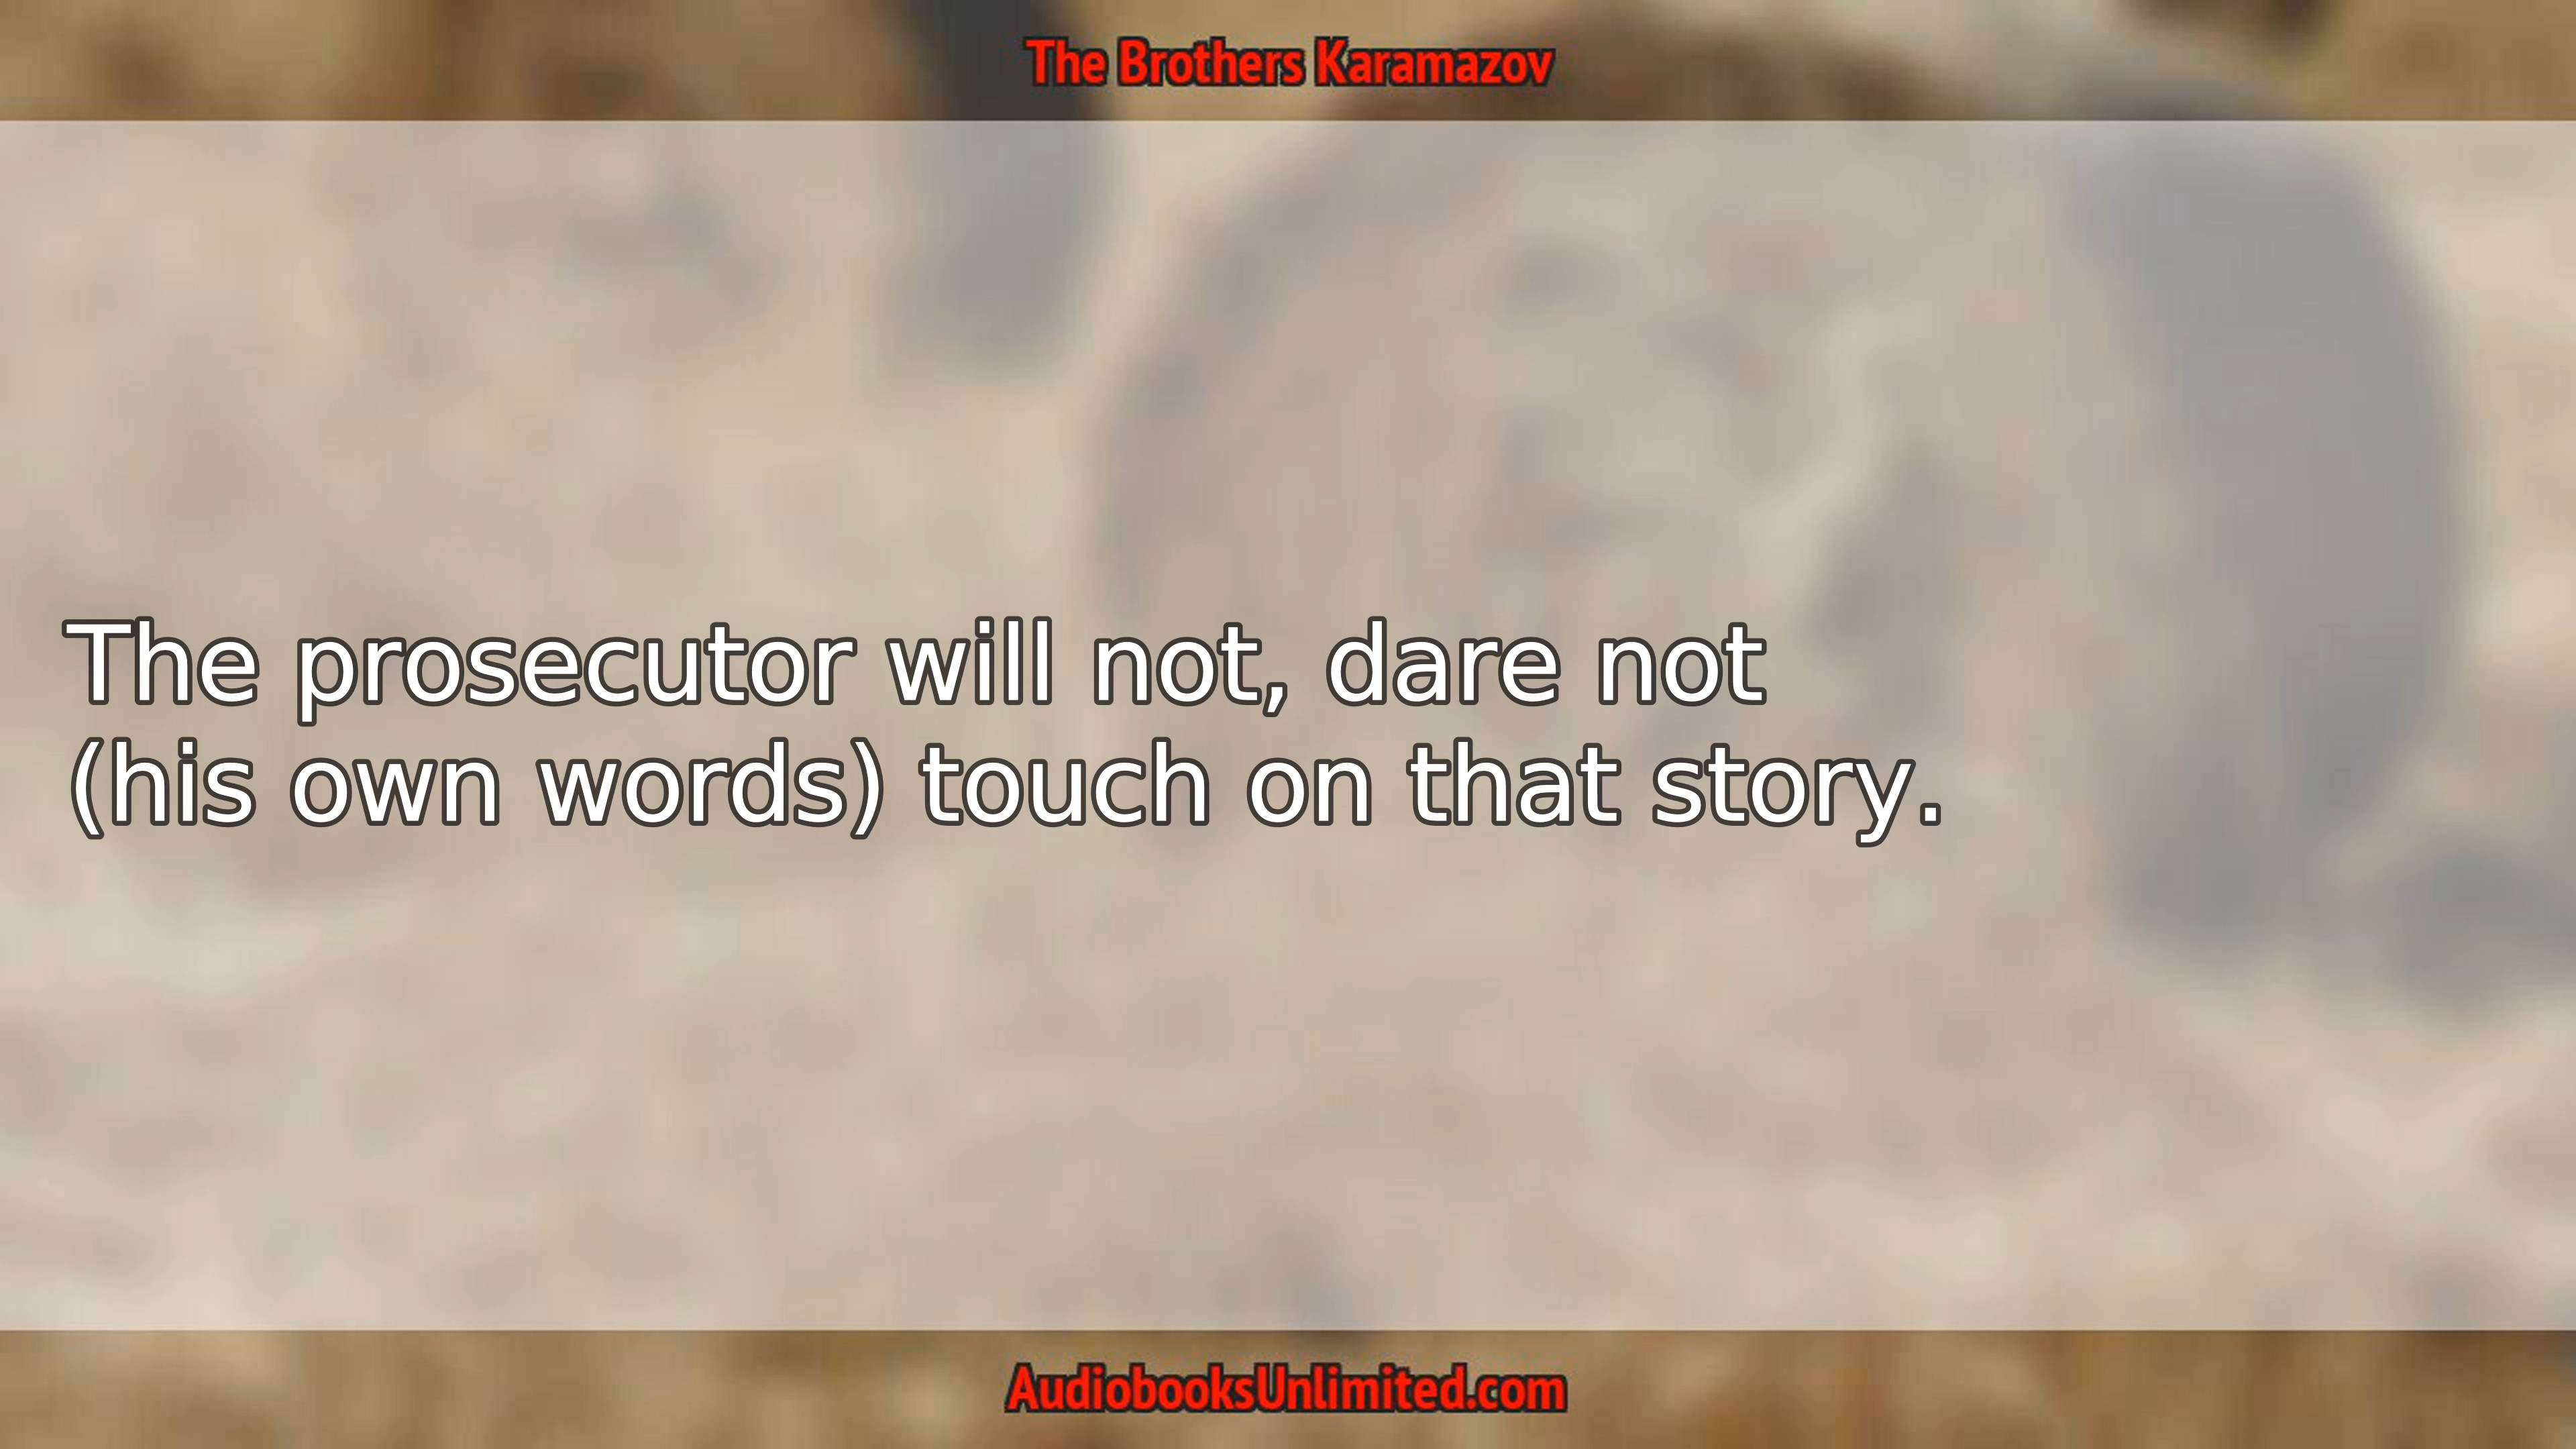 The Brothers Karamazov
The prosecutor will not, dare not
(his own words) touch on that story.
AudiobooksUnlimited.com